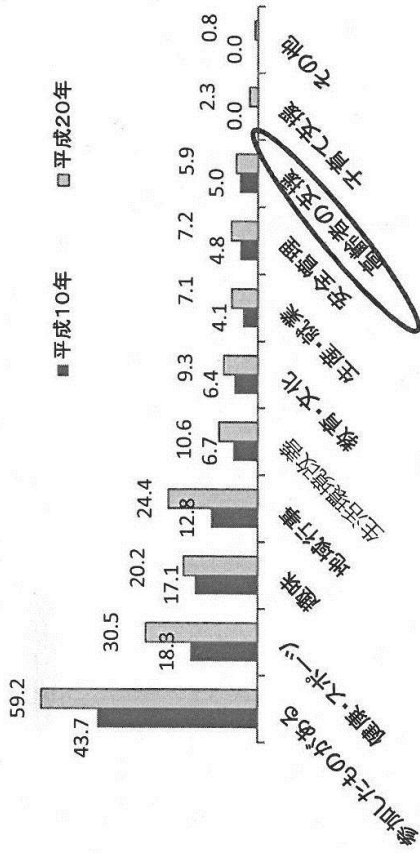 ■平成10年
□平成20年
43.7
59.2
18.3
30.5
17.1
20.2
12.8
24.4
6.7
10.6
6.4
9.3
4.1
7.1
4.8
7.2
5.0
5.9
0.0
2.3
0.0
0.8
参加したものがある
健康・スポーツ
趣味
地域行事
生活環境改善
教育・文化
生産・就業
安全管理
高齢者の支援
子育て支援
その他